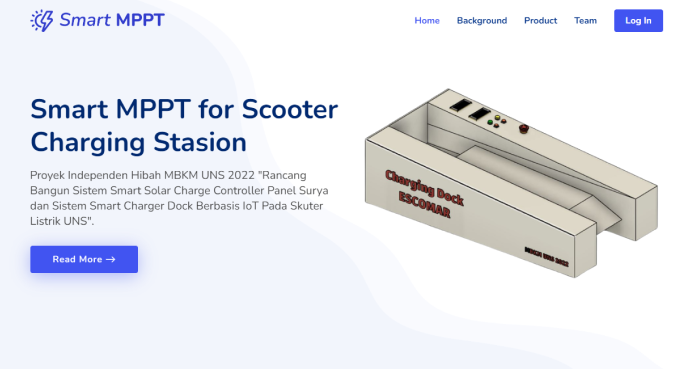 Smart MPPT
Home Background Product Team Log In
Smart MPPT for Scooter
Charging Stasion
Proyek Independen Hibah MBKM UNS 2022 "Rancang
Bangun Sistem Smart Solar Charge Controller Panel Surya
dan Sistem Smart Charger Dock Berbasis IoT Pada Skuter
Listrik UNS".
Read More →
Charging Dock
ESCOMAR
MBKM UNS 2022